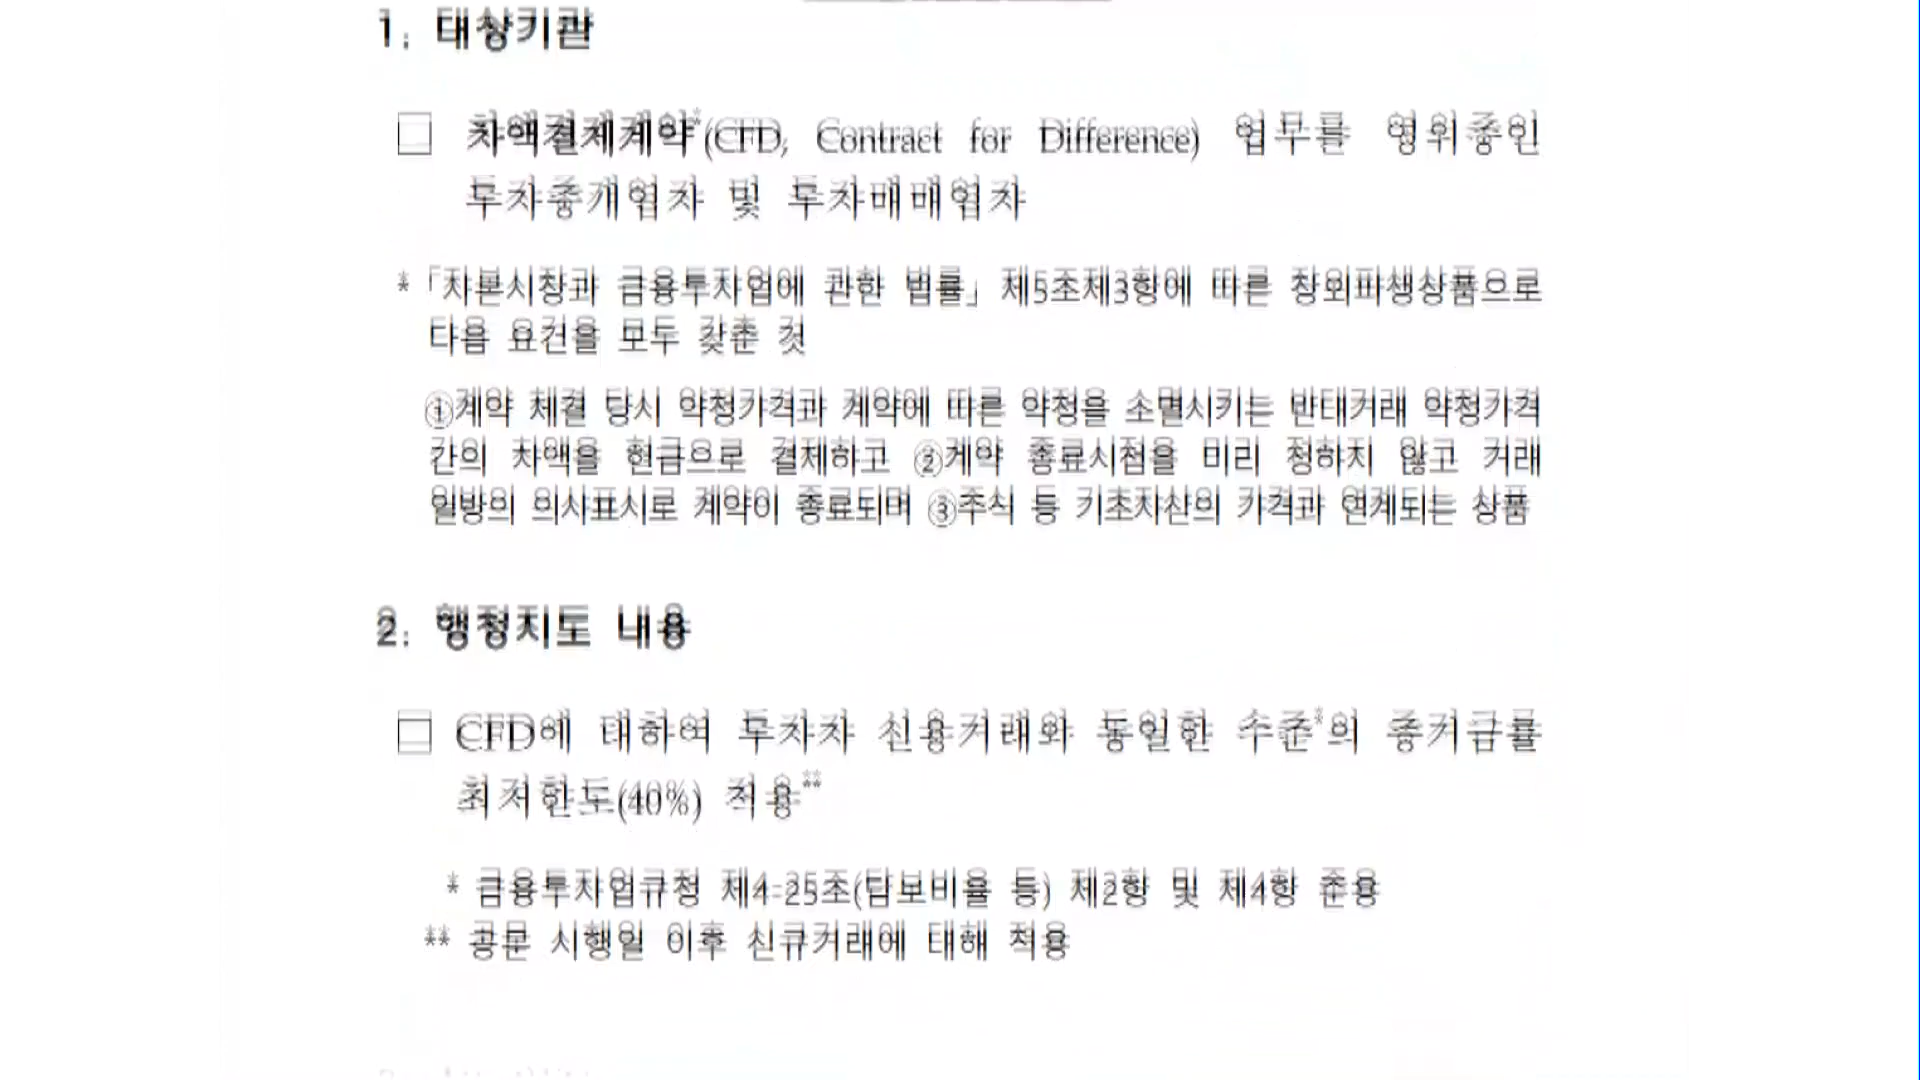 1. 대상기관
□ 차액결제계약*(CFD, Contract for Difference) 업무를 영위중인
투자중개업자 및 투자매매업자
* 「자본시장과 금융투자업에 관한 법률」 제5조제3항에 따른 장외파생상품으로
다음 요건을 모두 갖춘 것
①계약 체결 당시 약정가격과 계약에 따른 약정을 소멸시키는 반대거래 약정가격
간의 차액을 현금으로 결제하고 ②계약 종료시점을 미리 정하지 않고 거래
일방의 의사표시로 계약이 종료되며 ③주식 등 기초자산의 가격과 연계되는 상품
2. 행정지도 내용
□ CFD에 대하여 투자자 신용거래와 동일한 수준*의 증거금률
최저한도(40%) 적용**
* 금융투자업규정 제4-25조(담보비율 등) 제2항 및 제4항 준용
** 공문 시행일 이후 신규거래에 대해 적용